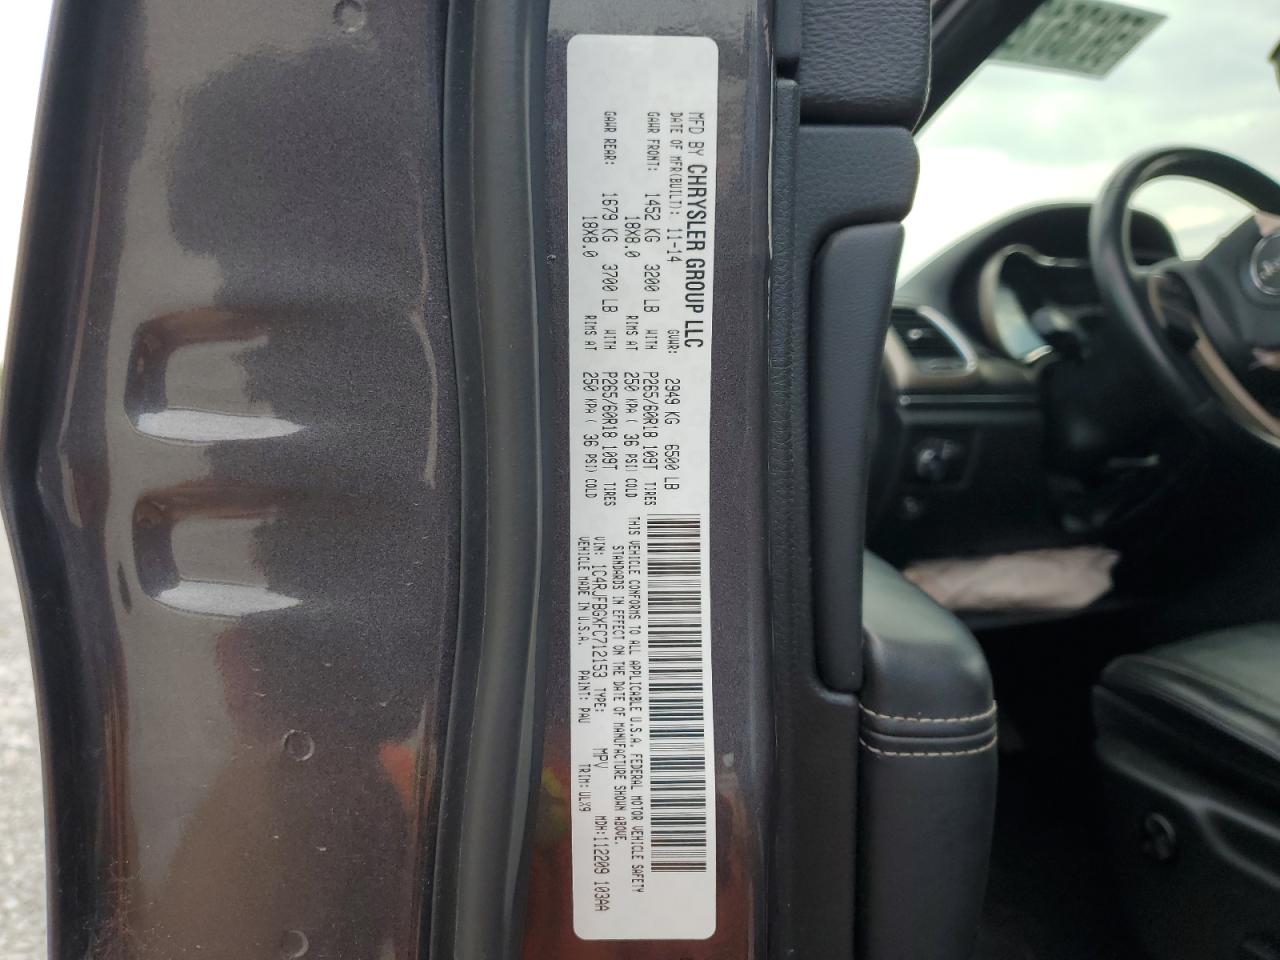 MFD BY CHRYSLER GROUP LLC
DATE OF MFR(BUILT): 11-14 GVWR: 2949 KG 6500 LB
GAWR FRONT: 1452 KG 3200 LB WITH P265/60R18 109T TIRES
18X8.0 RIMS AT 250 KPA ( 36 PSI) COLD
GAWR REAR: 1679 KG 3700 LB WITH P265/60R18 109T TIRES
18X8.0 RIMS AT 250 KPA ( 36 PSI) COLD
THIS VEHICLE CONFORMS TO ALL APPLICABLE U.S.A. FEDERAL MOTOR VEHICLE SAFETY
STANDARDS IN EFFECT ON THE DATE OF MANUFACTURE SHOWN ABOVE.
VIN: 1C4RJFBGXFC712153 TYPE: MPV MDH:112209 103AA
VEHICLE MADE IN U.S.A. PAINT: PAU TRIM: ULX9